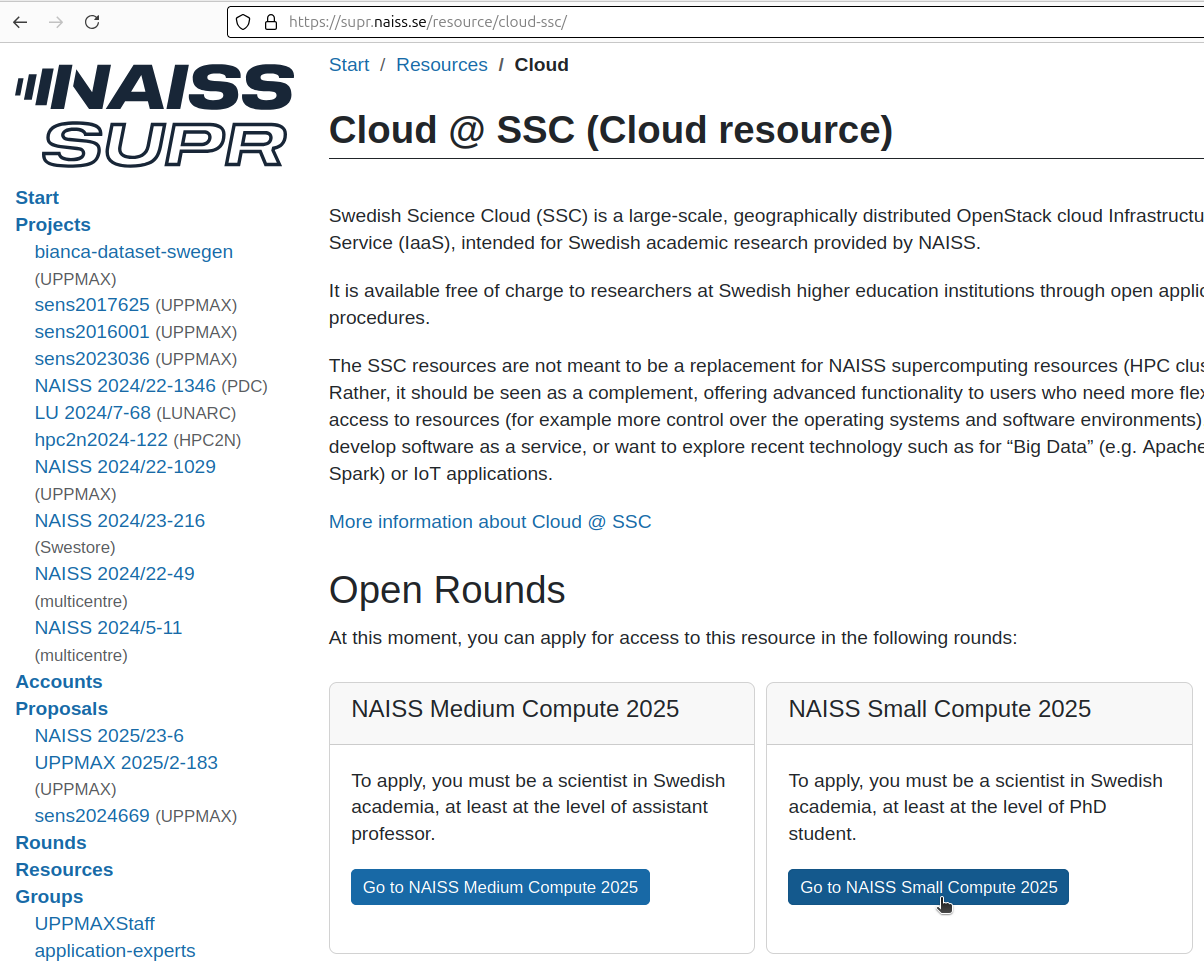 https://supr.naiss.se/resource/cloud-ssc/
NAISS
SUPR
Start
Projects
bianca-dataset-swegen
(UPPMAX)
sens2017625 (UPPMAX)
sens2016001 (UPPMAX)
sens2023036 (UPPMAX)
NAISS 2024/22-1346 (PDC)
LU 2024/7-68 (LUNARC)
hpc2n2024-122 (HPC2N)
NAISS 2024/22-1029
(UPPMAX)
NAISS 2024/23-216
(Swestore)
NAISS 2024/22-49
(multicentre)
NAISS 2024/5-11
(multicentre)
Accounts
Proposals
NAISS 2025/23-6
UPPMAX 2025/2-183
(UPPMAX)
sens2024669 (UPPMAX)
Rounds
Resources
Groups
UPPMAXStaff
application-experts
Start / Resources / Cloud
Cloud @ SSC (Cloud resource)
Swedish Science Cloud (SSC) is a large-scale, geographically distributed OpenStack cloud Infrastructu
Service (IaaS), intended for Swedish academic research provided by NAISS.
It is available free of charge to researchers at Swedish higher education institutions through open applic
procedures.
The SSC resources are not meant to be a replacement for NAISS supercomputing resources (HPC clus
Rather, it should be seen as a complement, offering advanced functionality to users who need more flex
access to resources (for example more control over the operating systems and software environments)
develop software as a service, or want to explore recent technology such as for “Big Data” (e.g. Apache
Spark) or IoT applications.
More information about Cloud @ SSC
Open Rounds
At this moment, you can apply for access to this resource in the following rounds:
NAISS Medium Compute 2025
To apply, you must be a scientist in Swedish
academia, at least at the level of assistant
professor.
Go to NAISS Medium Compute 2025
NAISS Small Compute 2025
To apply, you must be a scientist in Swedish
academia, at least at the level of PhD
student.
Go to NAISS Small Compute 2025